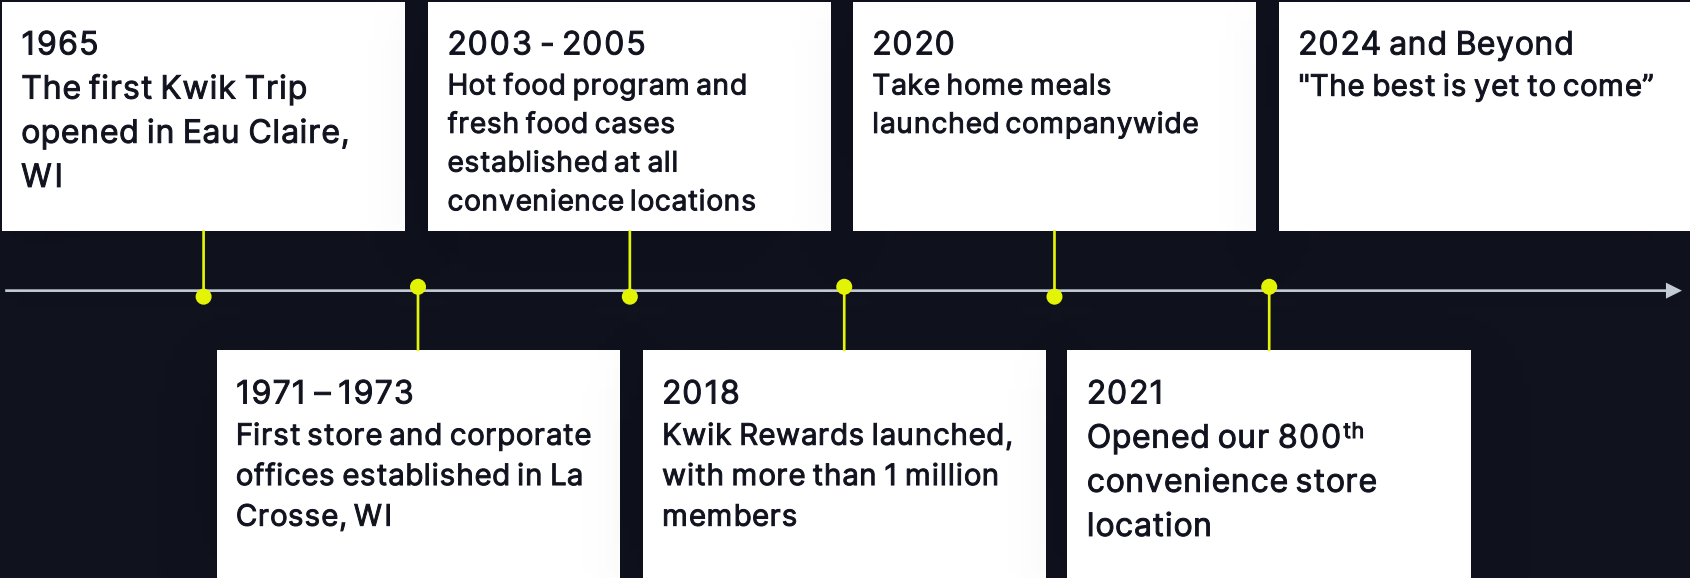 1965
The first Kwik Trip
opened in Eau Claire,
WI
2003 - 2005
Hot food program and
fresh food cases
established at all
convenience locations
2020
Take home meals
launched companywide
2024 and Beyond
"The best is yet to come”
1971 – 1973
First store and corporate
offices established in La
Crosse, WI
2018
Kwik Rewards launched,
with more than 1 million
members
2021
Opened our 800th
convenience store
location